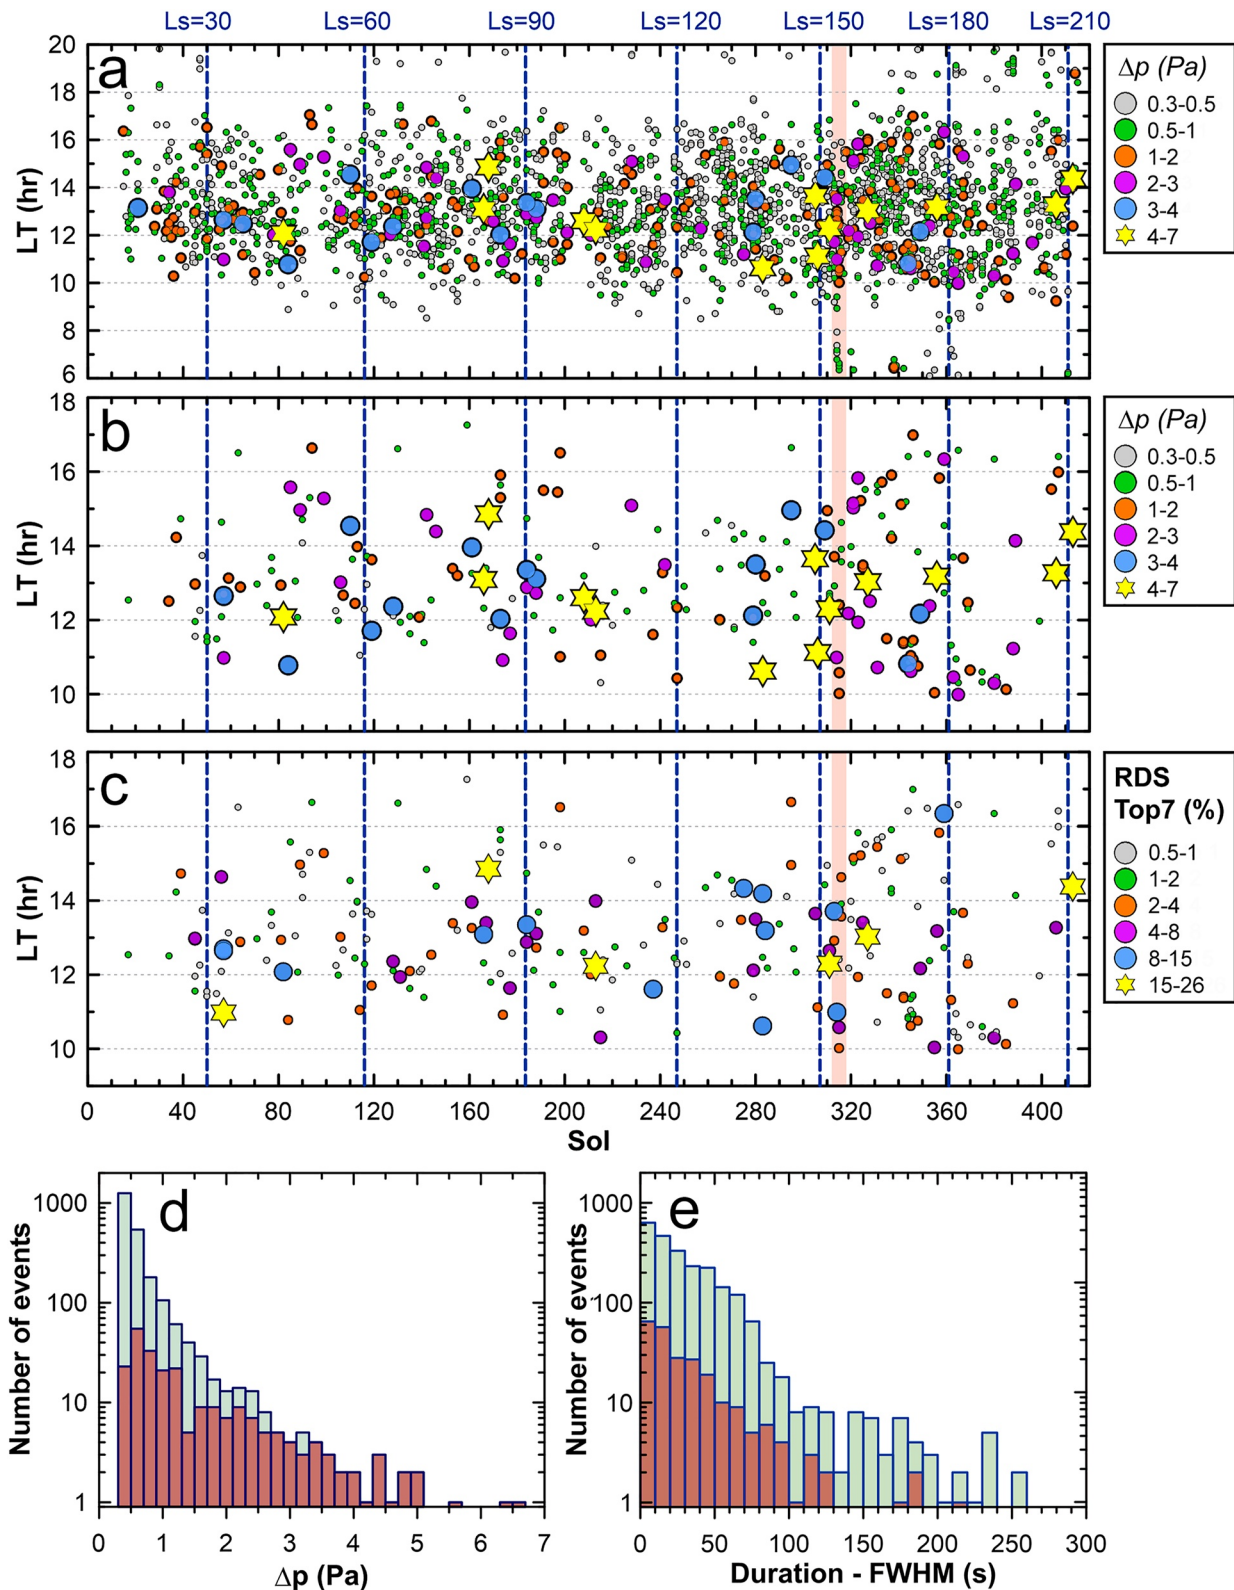 Ls=30 Ls=60 Ls=90 Ls=120 Ls=150 Ls=180 Ls=210
a
LT (hr)
20
18
16
14
12
10
8
6
Δp (Pa)
0.3-0.5
0.5-1
1-2
2-3
3-4
4-7
b
LT (hr)
18
16
14
12
10
Δp (Pa)
0.3-0.5
0.5-1
1-2
2-3
3-4
4-7
c
LT (hr)
18
16
14
12
10
RDS
Top7 (%)
0.5-1
1-2
2-4
4-8
8-15
15-26
0 40 80 120 160 200 240 280 320 360 400
Sol
d
Number of events
1000
100
10
1
0 1 2 3 4 5 6 7
Δp (Pa)
e
Number of events
1000
100
10
1
0 50 100 150 200 250 300
Duration - FWHM (s)